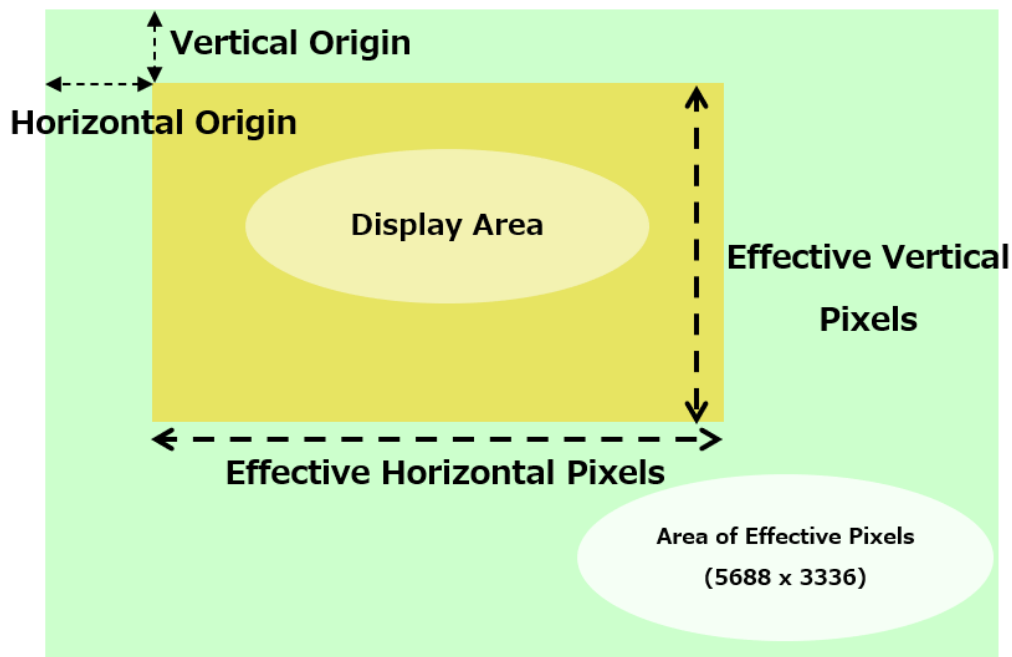 Vertical Origin
Horizontal Origin
Display Area
Effective Vertical
Pixels
Effective Horizontal Pixels
Area of Effective Pixels
(5688 x 3336)